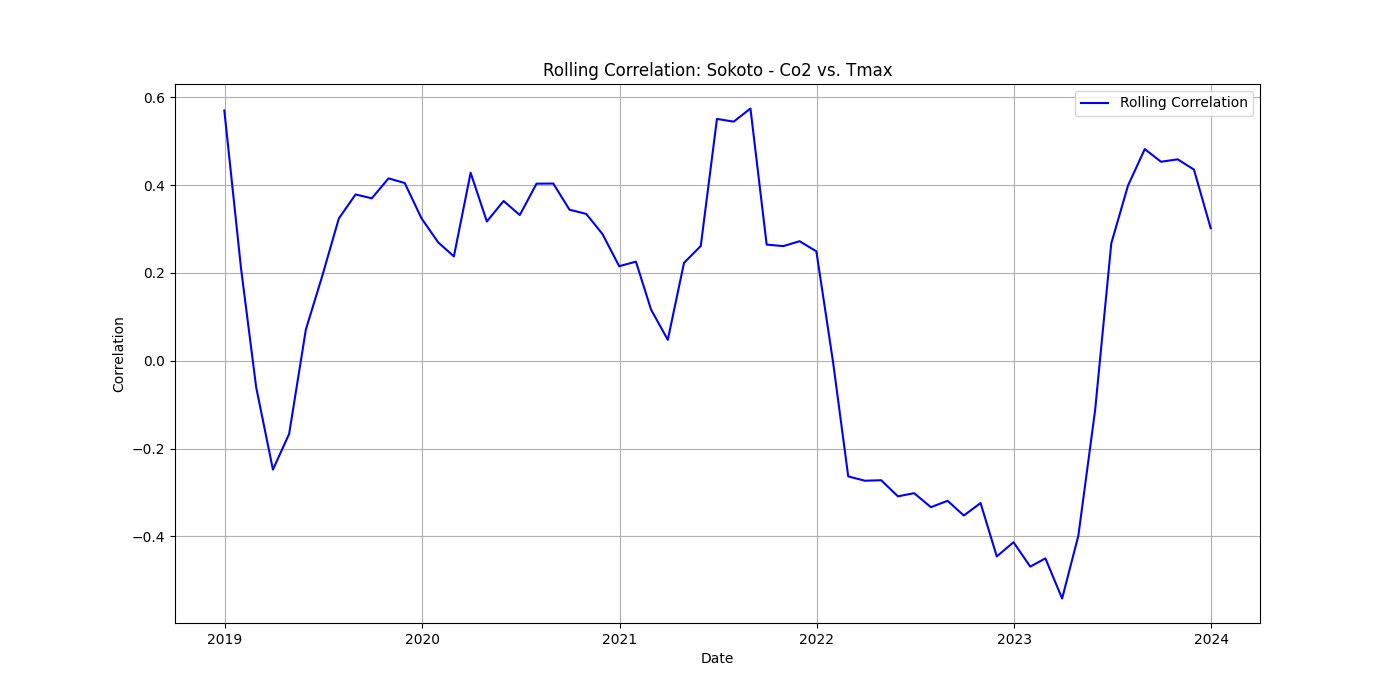 Rolling Correlation: Sokoto - Co2 vs. Tmax
Rolling Correlation
0.6
0.4
0.2
0.0
−0.2
−0.4
Correlation
2019 2020 2021 2022 2023 2024
Date